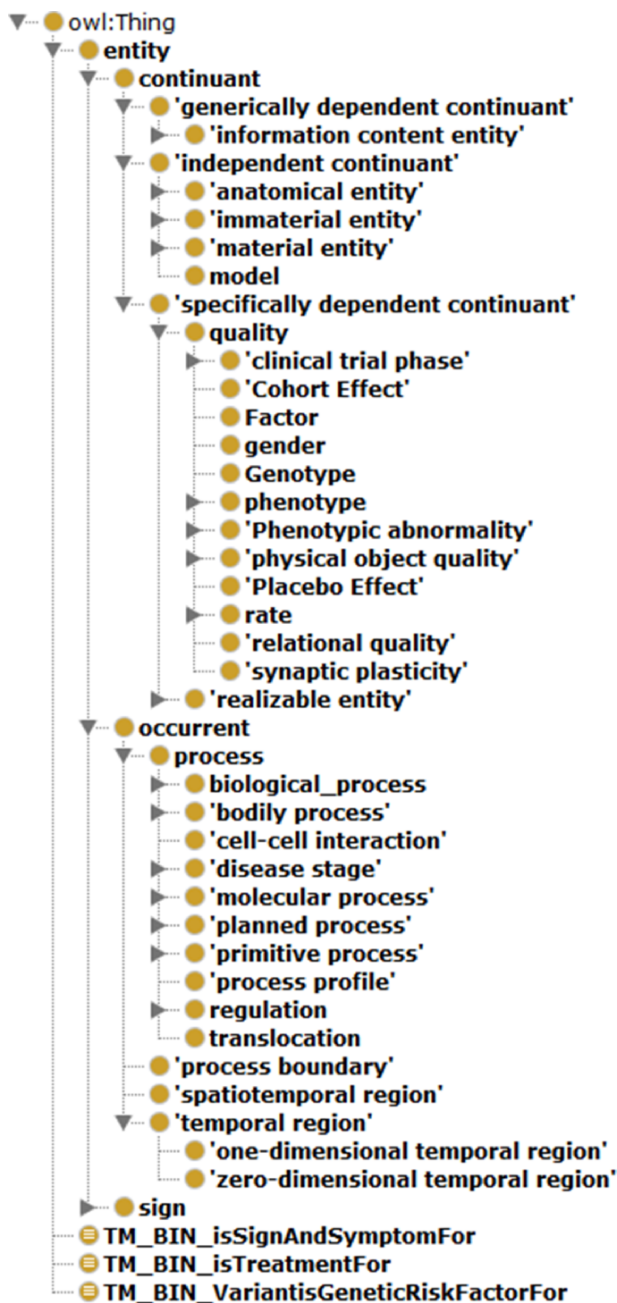 owl:Thing
entity
continuant
'generically dependent continuant'
'information content entity'
'independent continuant'
'anatomical entity'
'immaterial entity'
'material entity'
model
'specifically dependent continuant'
quality
'clinical trial phase'
'Cohort Effect'
Factor
gender
Genotype
phenotype
'Phenotypic abnormality'
'physical object quality'
'Placebo Effect'
rate
'relational quality'
'synaptic plasticity'
'realizable entity'
occurrent
process
biological_process
'bodily process'
'cell-cell interaction'
'disease stage'
'molecular process'
'planned process'
'primitive process'
'process profile'
regulation
translocation
'process boundary'
'spatiotemporal region'
'temporal region'
'one-dimensional temporal region'
'zero-dimensional temporal region'
sign
TM_BIN_isSignAndSymptomFor
TM_BIN_isTreatmentFor
TM_BIN_VariantisGeneticRiskFactorFor